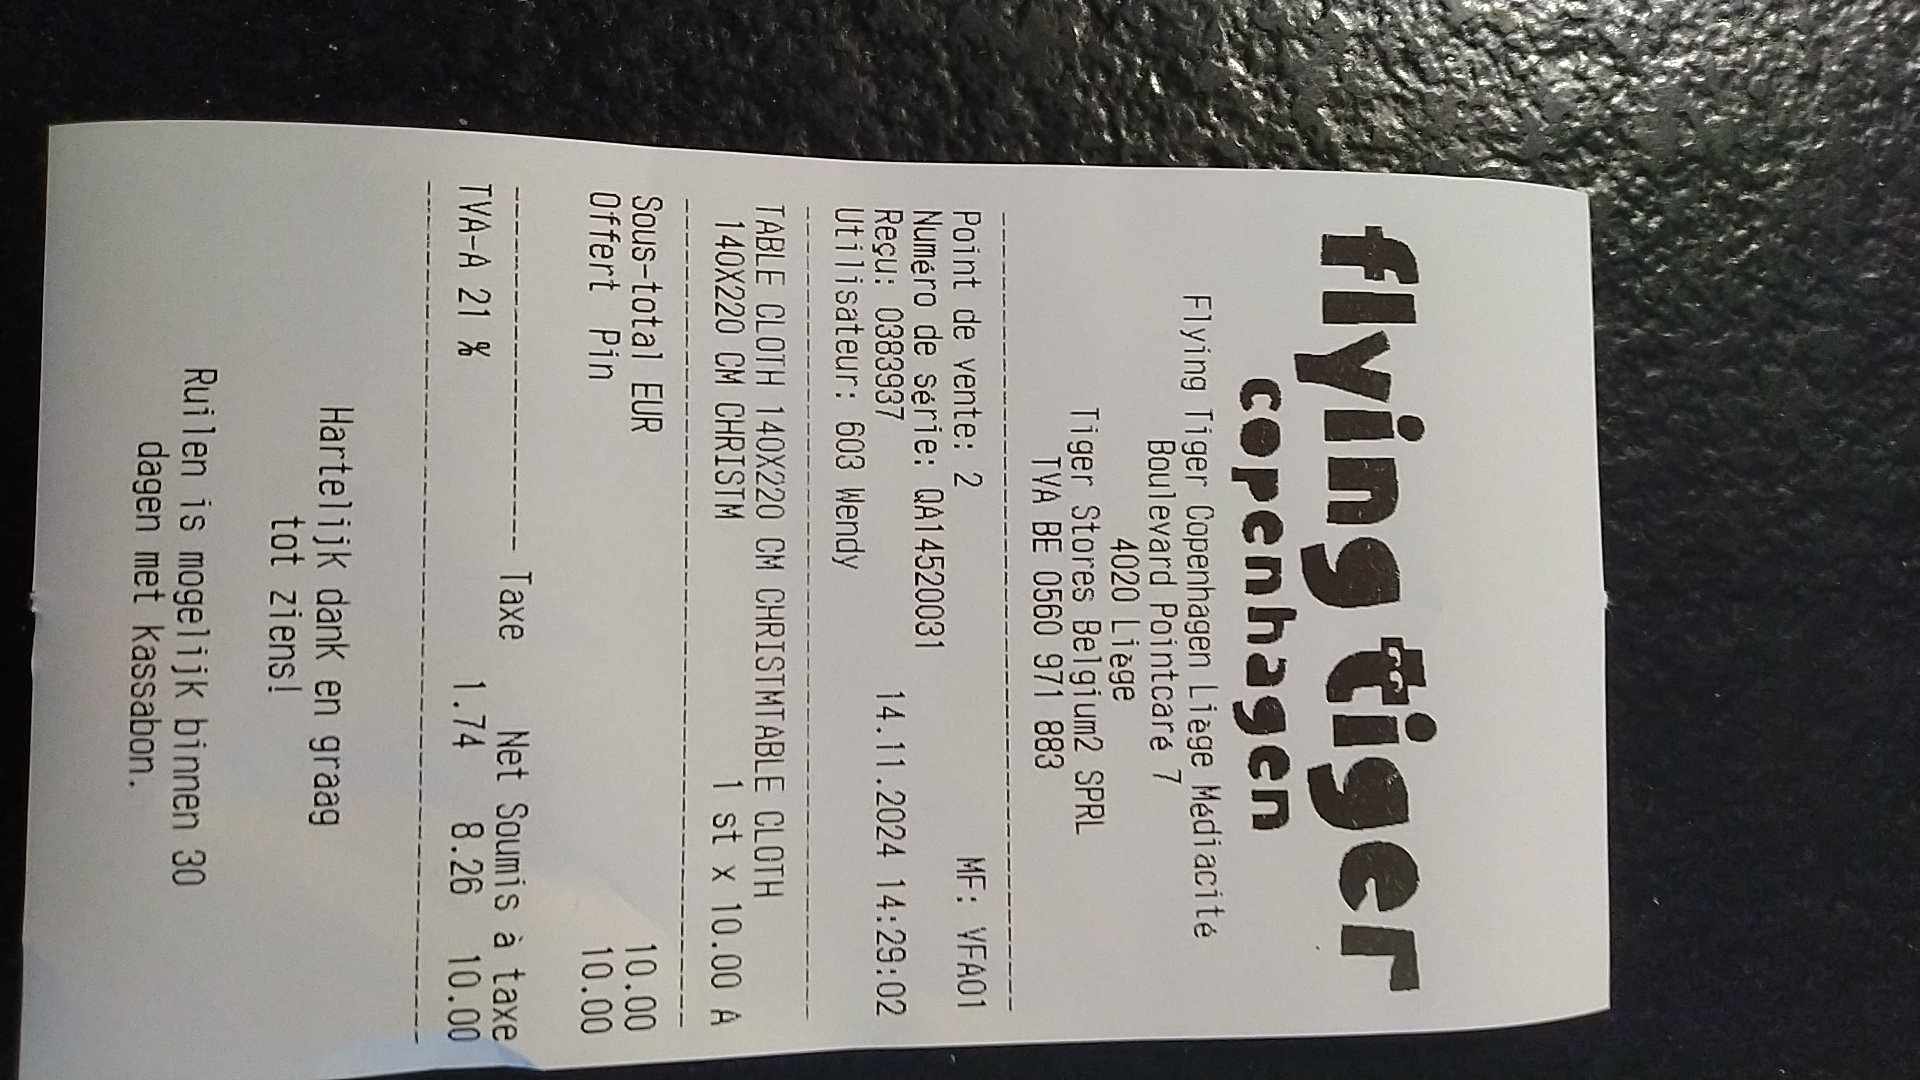 flying tiger
copenhagen
Flying Tiger Copenhagen Liège Médiacité
Boulevard Pointcaré 7
4020 Liège
Tiger Stores Belgium2 SPRL
TVA BE 0560 971 883
Point de vente: 2 MF: VFA01
Numéro de série: QA14520031
Reçu: 0383937 14.11.2024 14:29:02
Utilisateur: 603 Wendy
TABLE CLOTH 140X220 CM CHRISTMTABLE CLOTH
140X220 CM CHRISTM 1 st x 10.00 A
Sous-total EUR 10.00
Offert Pin 10.00
Taxe Net Soumis à taxe
TVA-A 21 % 1.74 8.26 10.00
Hartelijk dank en graag
tot ziens!
Ruilen is mogelijk binnen 30
dagen met kassabon.